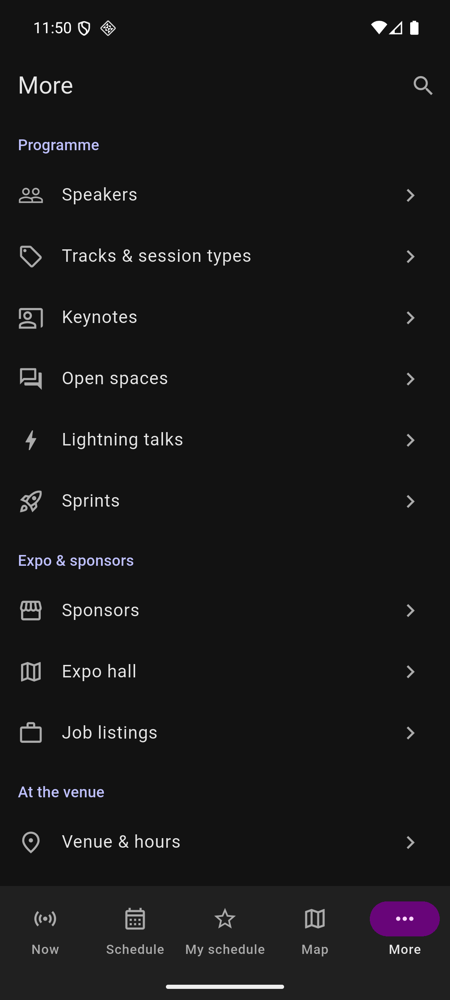 11:50
More
Programme
Speakers
Tracks & session types
Keynotes
Open spaces
Lightning talks
Sprints
Expo & sponsors
Sponsors
Expo hall
Job listings
At the venue
Venue & hours
Now
Schedule
My schedule
Map
More